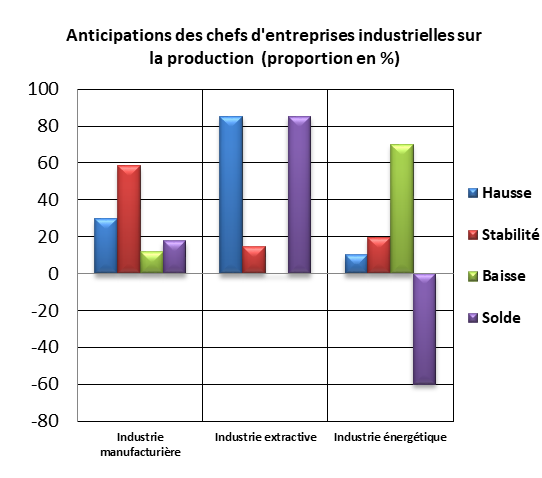 Anticipations des chefs d'entreprises industrielles sur
la production (proportion en %)
100
80
60
40
20
0
-20
-40
-60
-80
Industrie
manufacturière
Industrie extractive
Industrie énergétique
Hausse
Stabilité
Baisse
Solde